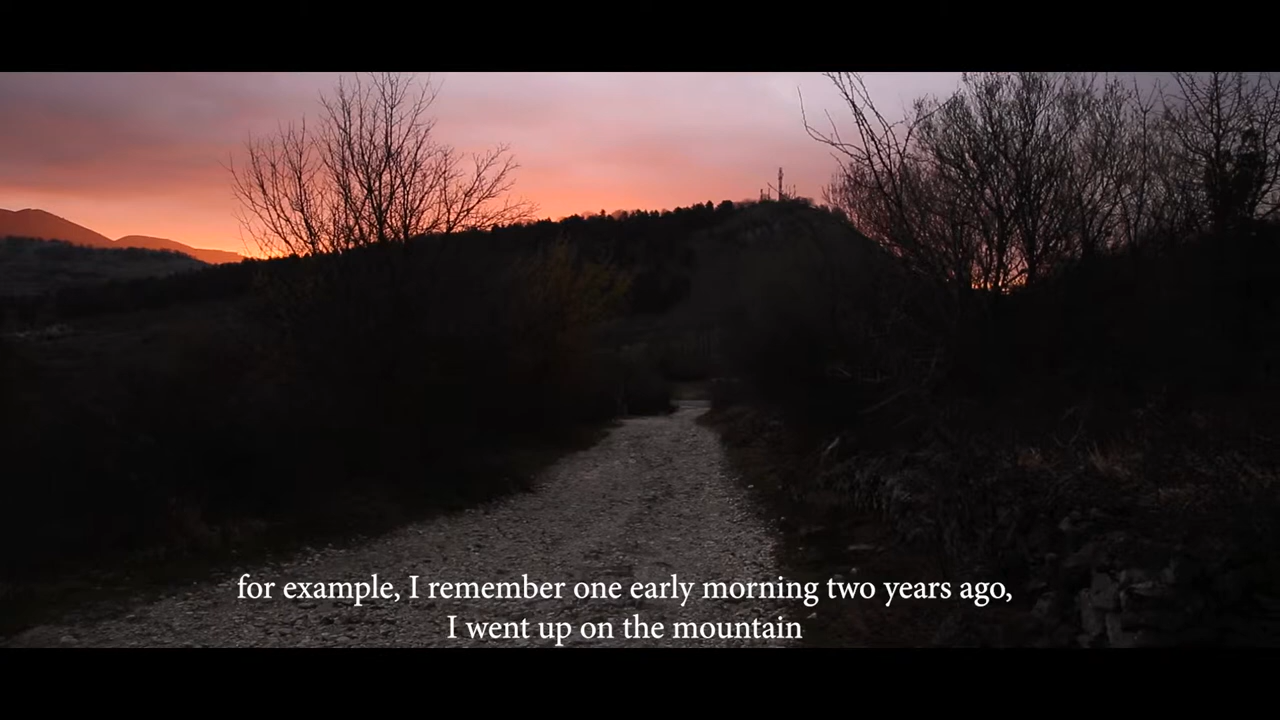 for example, I remember one early morning two years ago,
I went up on the mountain